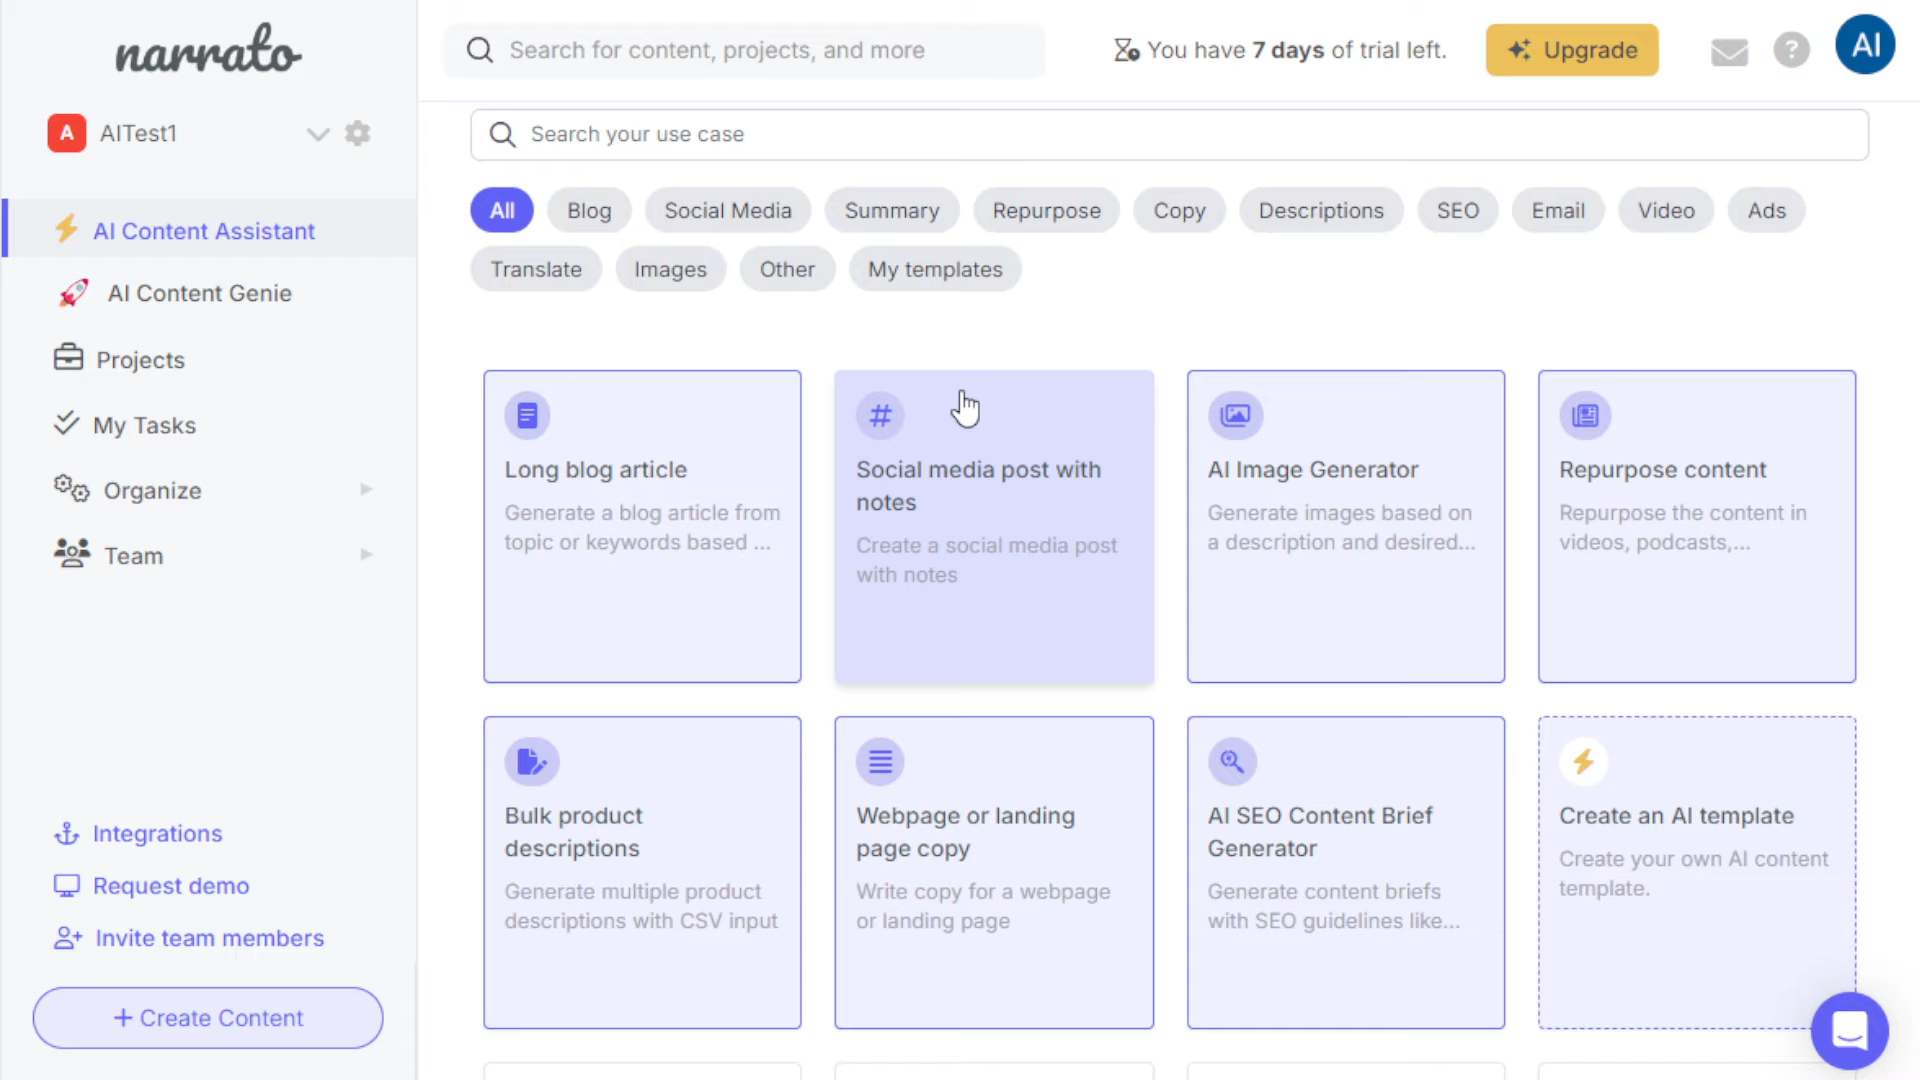 narrato
Search for content, projects, and more
You have 7 days of trial left.
Upgrade
?
AI
A
AITest1
AI Content Assistant
AI Content Genie
Projects
My Tasks
Organize
Team
Integrations
Request demo
Invite team members
+ Create Content
Search your use case
All
Blog
Social Media
Summary
Repurpose
Copy
Descriptions
SEO
Email
Video
Ads
Translate
Images
Other
My templates
#
Long blog article
Generate a blog article from
topic or keywords based ...
Social media post with
notes
Create a social media post
with notes
AI Image Generator
Generate images based on
a description and desired...
Repurpose content
Repurpose the content in
videos, podcasts,...
Bulk product
descriptions
Generate multiple product
descriptions with CSV input
Webpage or landing
page copy
Write copy for a webpage
or landing page
AI SEO Content Brief
Generator
Generate content briefs
with SEO guidelines like...
Create an AI template
Create your own AI content
template.